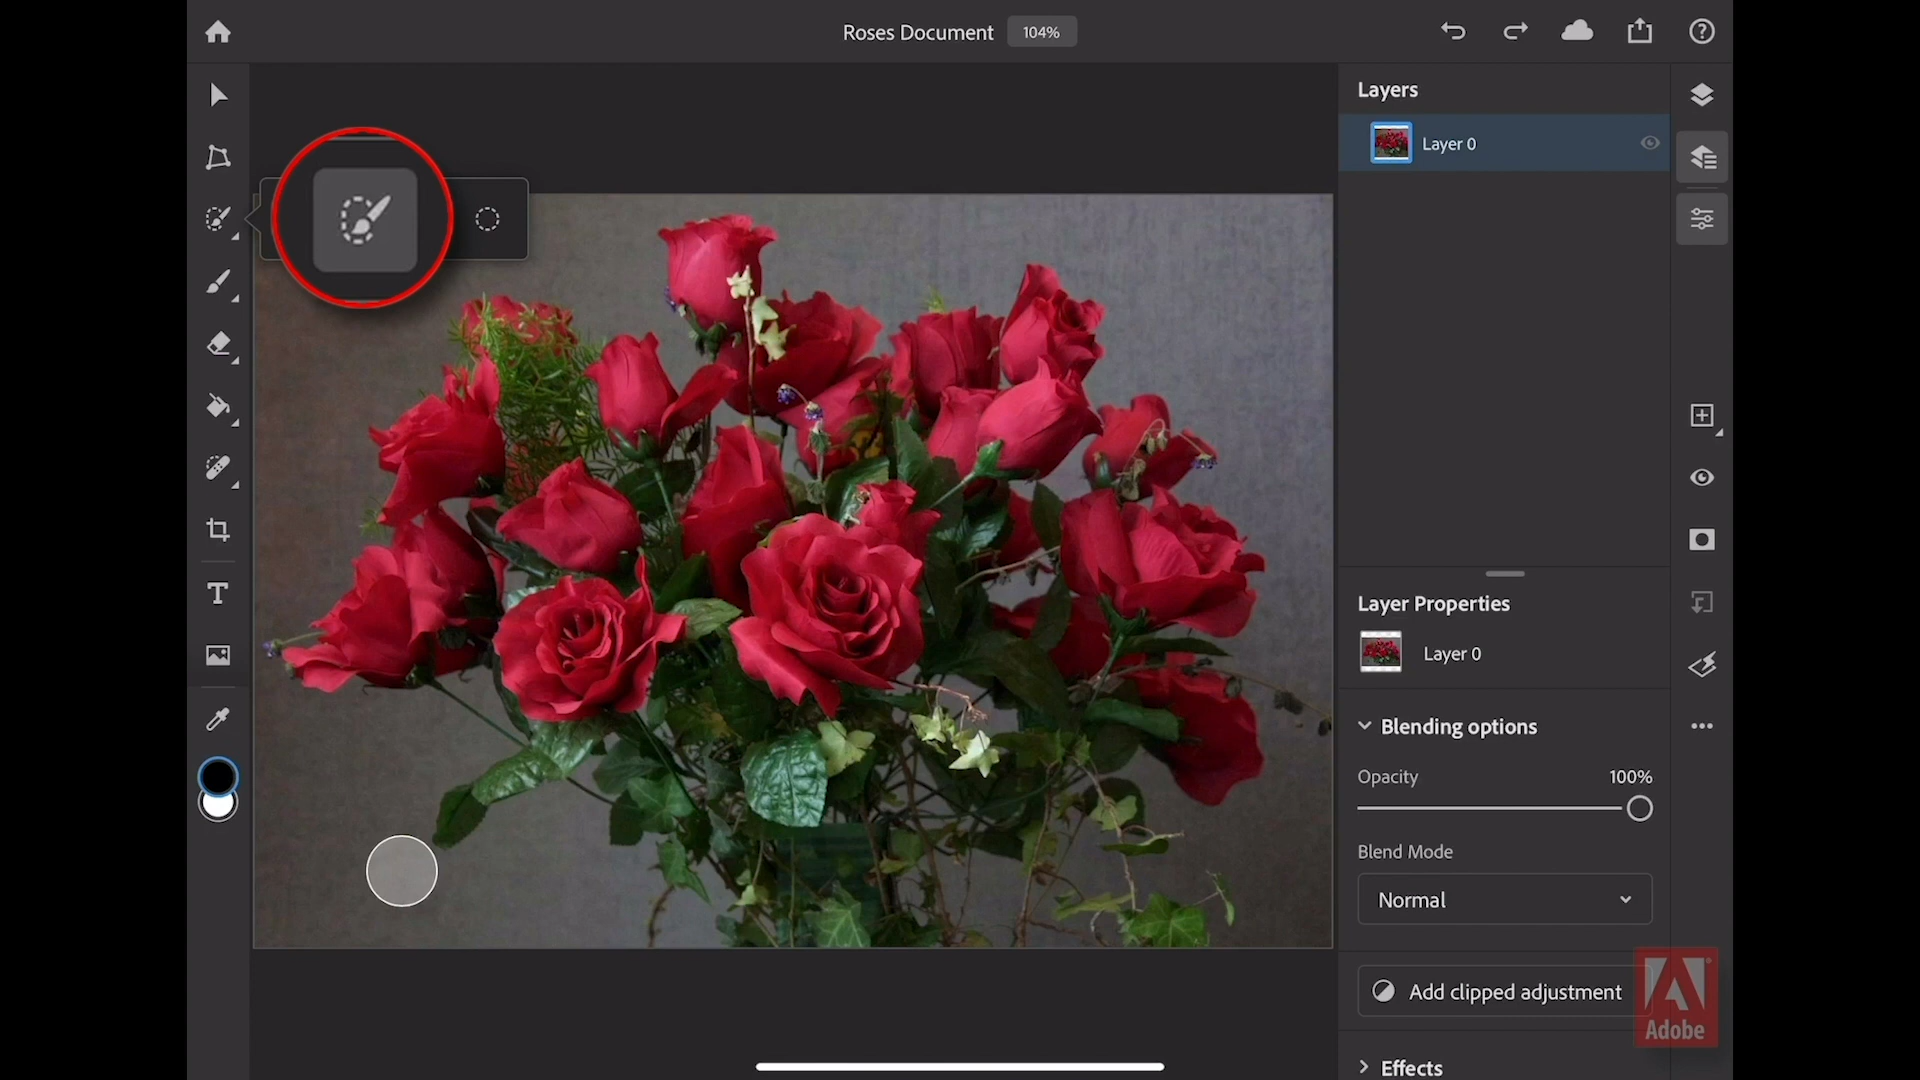 Roses Document 104%
Layers
Layer 0
Layer Properties
Layer 0
Blending options
Opacity 100%
Blend Mode
Normal
Add clipped adjustment
Effects
T
Adobe